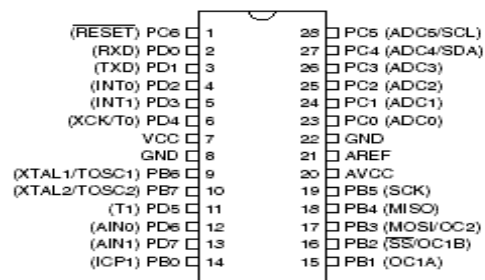 (RESET) PC6 1 28 PC5 (ADC5/SCL)
(RXD) PD0 2 27 PC4 (ADC4/SDA)
(TXD) PD1 3 26 PC3 (ADC3)
(INT0) PD2 4 25 PC2 (ADC2)
(INT1) PD3 5 24 PC1 (ADC1)
(XCK/T0) PD4 6 23 PC0 (ADC0)
VCC 7 22 GND
GND 8 21 AREF
(XTAL1/TOSC1) PB6 9 20 AVCC
(XTAL2/TOSC2) PB7 10 19 PB5 (SCK)
(T1) PD5 11 18 PB4 (MISO)
(AIN0) PD6 12 17 PB3 (MOSI/OC2)
(AIN1) PD7 13 16 PB2 (SS/OC1B)
(ICP1) PB0 14 15 PB1 (OC1A)